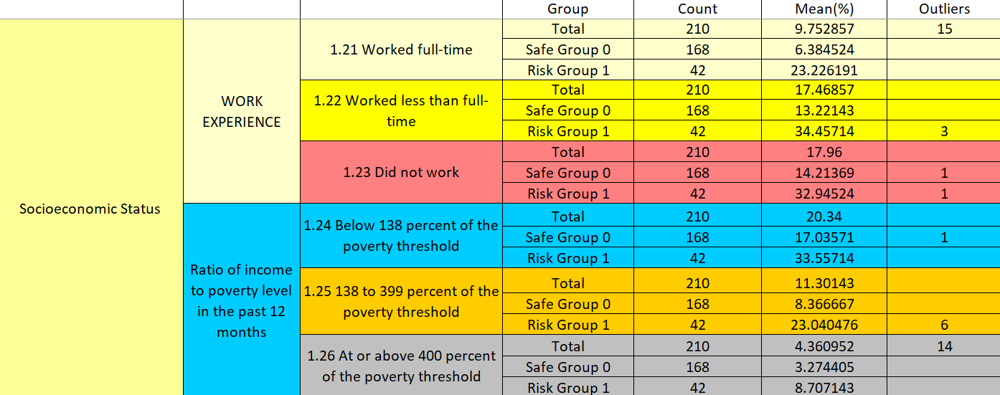 Group Count Mean(%) Outliers
Socioeconomic Status
WORK
EXPERIENCE
1.21 Worked full-time
Total 210 9.752857 15
Safe Group 0 168 6.384524
Risk Group 1 42 23.226191
1.22 Worked less than full-
time
Total 210 17.46857
Safe Group 0 168 13.22143
Risk Group 1 42 34.45714 3
1.23 Did not work
Total 210 17.96
Safe Group 0 168 14.21369 1
Risk Group 1 42 32.94524 1
Ratio of income
to poverty level
in the past 12
months
1.24 Below 138 percent of the
poverty threshold
Total 210 20.34
Safe Group 0 168 17.03571 1
Risk Group 1 42 33.55714
1.25 138 to 399 percent of the
poverty threshold
Total 210 11.30143
Safe Group 0 168 8.366667
Risk Group 1 42 23.040476 6
1.26 At or above 400 percent
of the poverty threshold
Total 210 4.360952 14
Safe Group 0 168 3.274405
Risk Group 1 42 8.707143